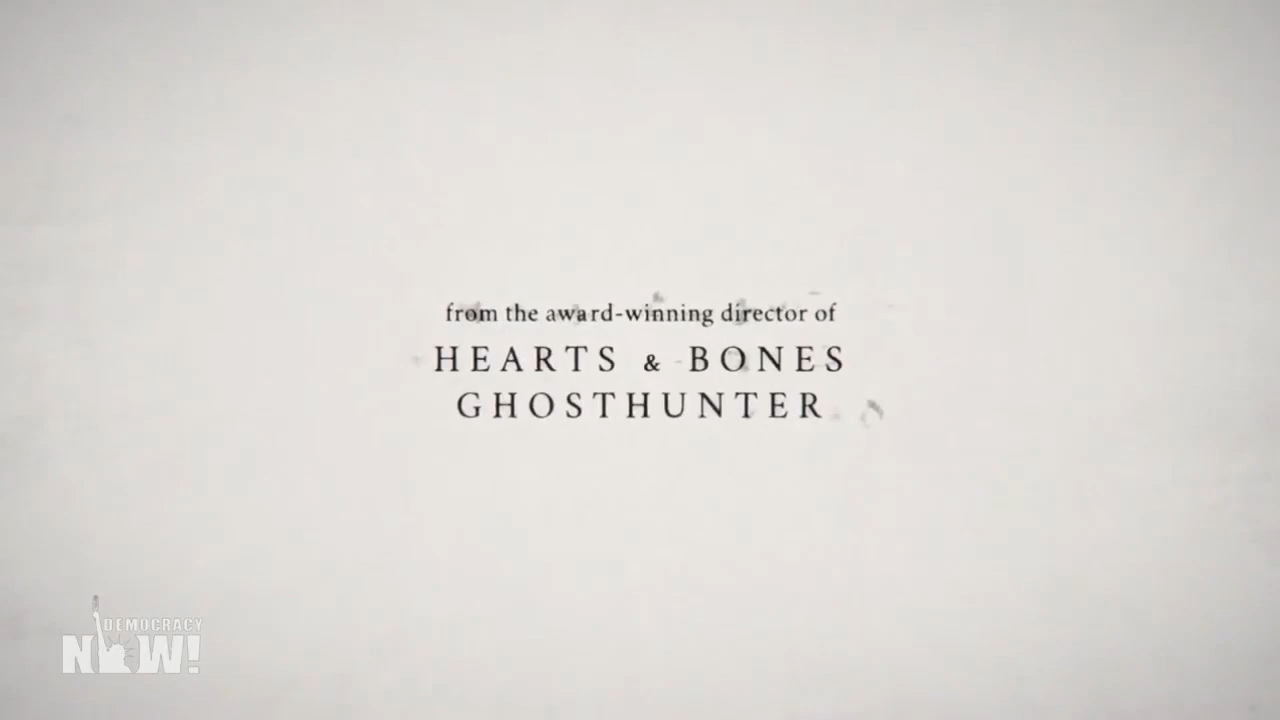 from the award-winning director of
HEARTS & BONES
GHOSTHUNTER
DEMOCRACY
NOW!